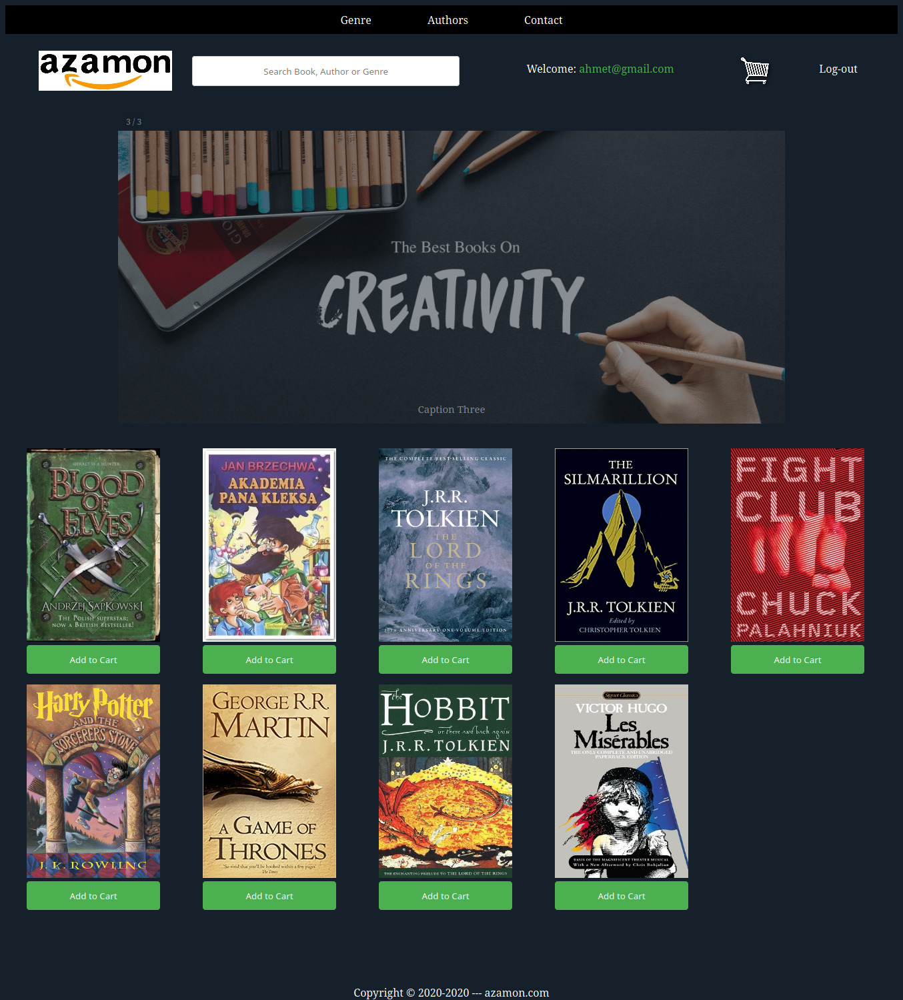 Genre Authors Contact
azamon
Search Book, Author or Genre
Welcome: ahmet@gmail.com
Log-out
3 / 3
The Best Books On
CREATIVITY
Caption Three
GERALT IS A HUNTER
BLOOD
OF
ELVES
ANDRZEJ SAPKOWSKI
THE POLISH SUPERSTAR:
NOW A BRITISH BESTSELLER!
Add to Cart
JAN BRZECHWA
AKADEMIA
PANA KLEKSA
Add to Cart
THE COMPLETE BEST-SELLING CLASSIC
J.R.R.
TOLKIEN
THE
LORD
OF THE
RINGS
50TH ANNIVERSARY ONE-VOLUME EDITION
Add to Cart
THE
SILMARILLION
J.R.R. TOLKIEN
Edited by
CHRISTOPHER TOLKIEN
Add to Cart
FIGHT
CLUB
CHUCK
PALAHNIUK
Add to Cart
Harry Potter
AND THE
SORCERER'S STONE
J. K. ROWLING
Add to Cart
GEORGE R.R.
MARTIN
A GAME OF
THRONES
'So vivid that you'll be hooked within a few pages'
The Times
Add to Cart
the
HOBBIT
or there and back again
J.R.R. TOLKIEN
THE ENCHANTING PRELUDE TO THE LORD OF THE RINGS
Add to Cart
Signet Classics
VICTOR HUGO
Les
Misérables
THE ONLY COMPLETE AND UNABRIDGED
PAPERBACK EDITION
BASIS OF THE MAGNIFICENT THEATER MUSICAL
With a New Afterword by Chris Bohjalian
Add to Cart
Copyright © 2020-2020 --- azamon.com